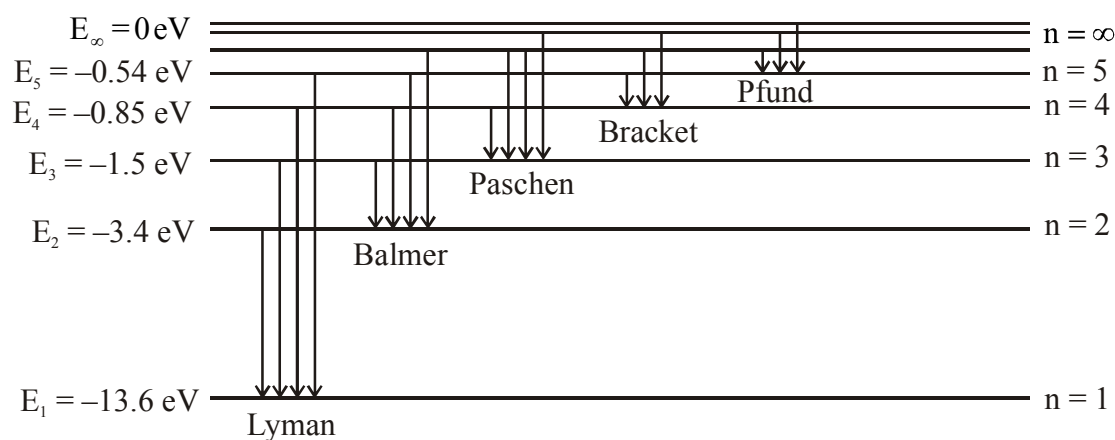 E∞ = 0 eV
n = ∞
E5 = –0.54 eV
n = 5
Pfund
E4 = –0.85 eV
n = 4
Bracket
E3 = –1.5 eV
n = 3
Paschen
E2 = –3.4 eV
n = 2
Balmer
E1 = –13.6 eV
n = 1
Lyman